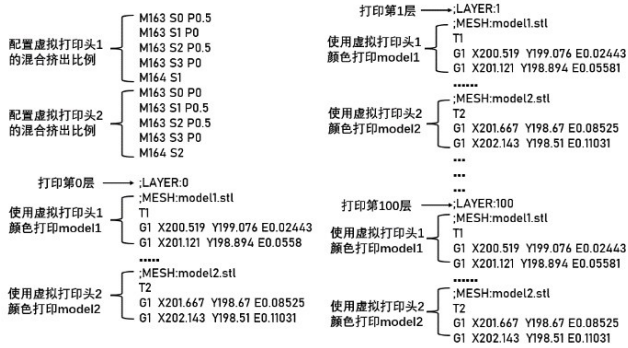 配置虚拟打印头1
的混合挤出比例
M163 S0 P0.5
M163 S1 P0
M163 S2 P0.5
M163 S3 P0
M164 S1
配置虚拟打印头2
的混合挤出比例
M163 S0 P0
M163 S1 P0.5
M163 S2 P0.5
M163 S3 P0
M164 S2
打印第0层
;LAYER:0
使用虚拟打印头1
颜色打印model1
;MESH:model1.stl
T1
G1 X200.519 Y199.076 E0.02443
G1 X201.121 Y198.894 E0.0558
......
使用虚拟打印头2
颜色打印model2
;MESH:model2.stl
T2
G1 X201.667 Y198.67 E0.08525
G1 X202.143 Y198.51 E0.11031
打印第1层
;LAYER:1
使用虚拟打印头1
颜色打印model1
;MESH:model1.stl
T1
G1 X200.519 Y199.076 E0.02443
G1 X201.121 Y198.894 E0.05581
......
使用虚拟打印头2
颜色打印model2
;MESH:model2.stl
T2
G1 X201.667 Y198.67 E0.08525
G1 X202.143 Y198.51 E0.11031
...
...
...
打印第100层
;LAYER:100
使用虚拟打印头1
颜色打印model1
;MESH:model1.stl
T1
G1 X200.519 Y199.076 E0.02443
G1 X201.121 Y198.894 E0.05581
......
使用虚拟打印头2
颜色打印model2
;MESH:model2.stl
T2
G1 X201.667 Y198.67 E0.08525
G1 X202.143 Y198.51 E0.11031